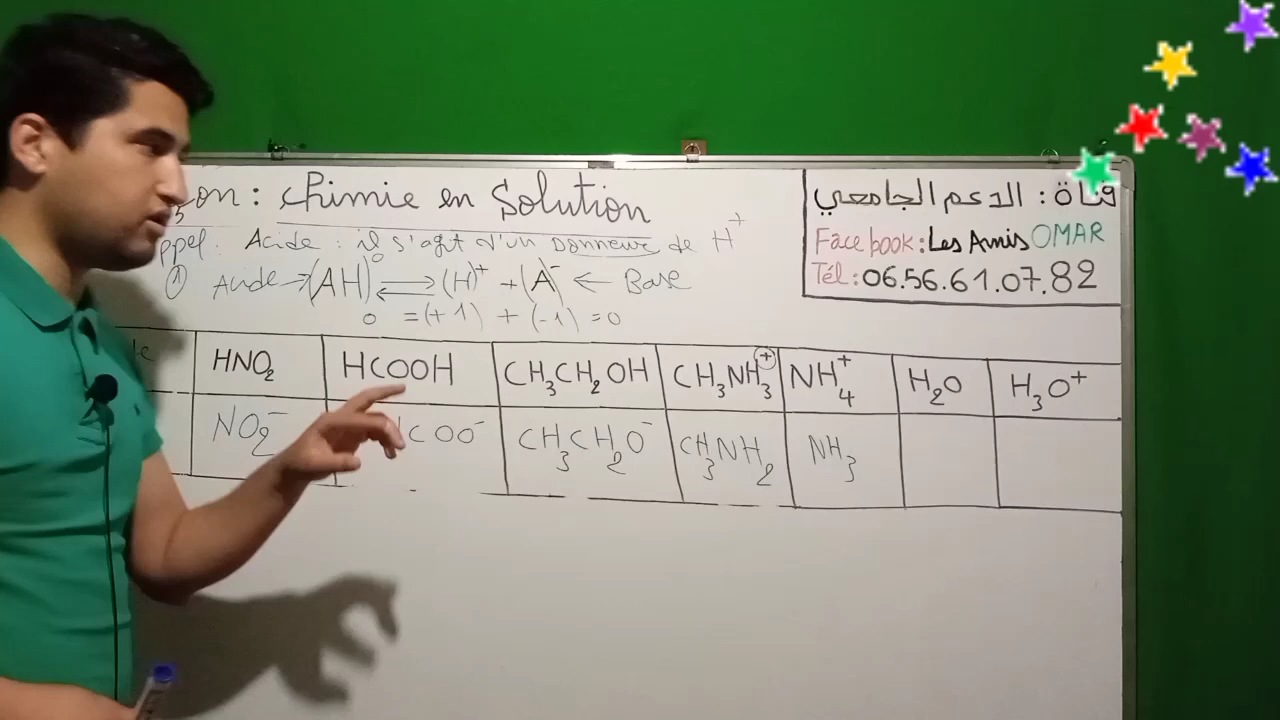 on : Chimie en Solution
ppel : Acide : il s'agit d'un Donneur de H⁺
① Acide → (AH)⁰ ⇌ (H)⁺ + (A)⁻ ← Base
0 = (+1) + (-1) = 0
قناة : الدعم الجامعي
Facebook : Les Amis OMAR
Tél : 06.56.61.07.82
HNO₂ HCOOH CH₃CH₂OH CH₃NH₃⁺ NH₄⁺ H₂O H₃O⁺
NO₂⁻ HCOO⁻ CH₃CH₂O⁻ CH₃NH₂ NH₃